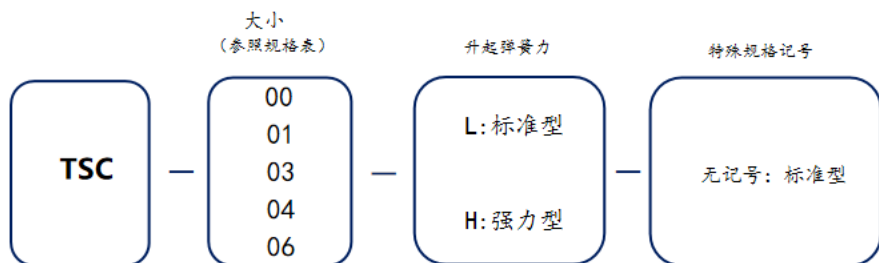 大小
（参照规格表）
升起弹簧力
特殊规格记号
TSC
—
00
01
03
04
06
—
L:标准型
H:强力型
—
无记号：标准型